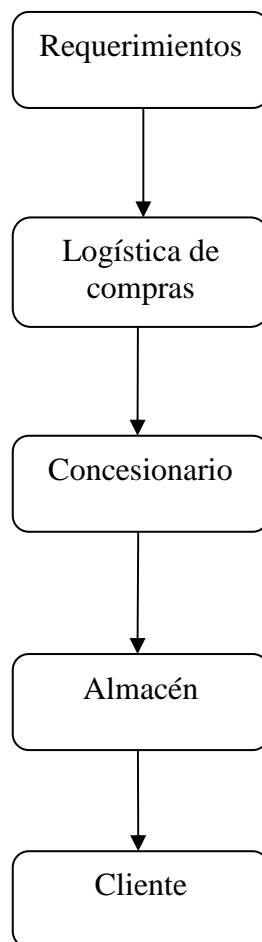 Requerimientos
Logística de
compras
Concesionario
Almacén
Cliente